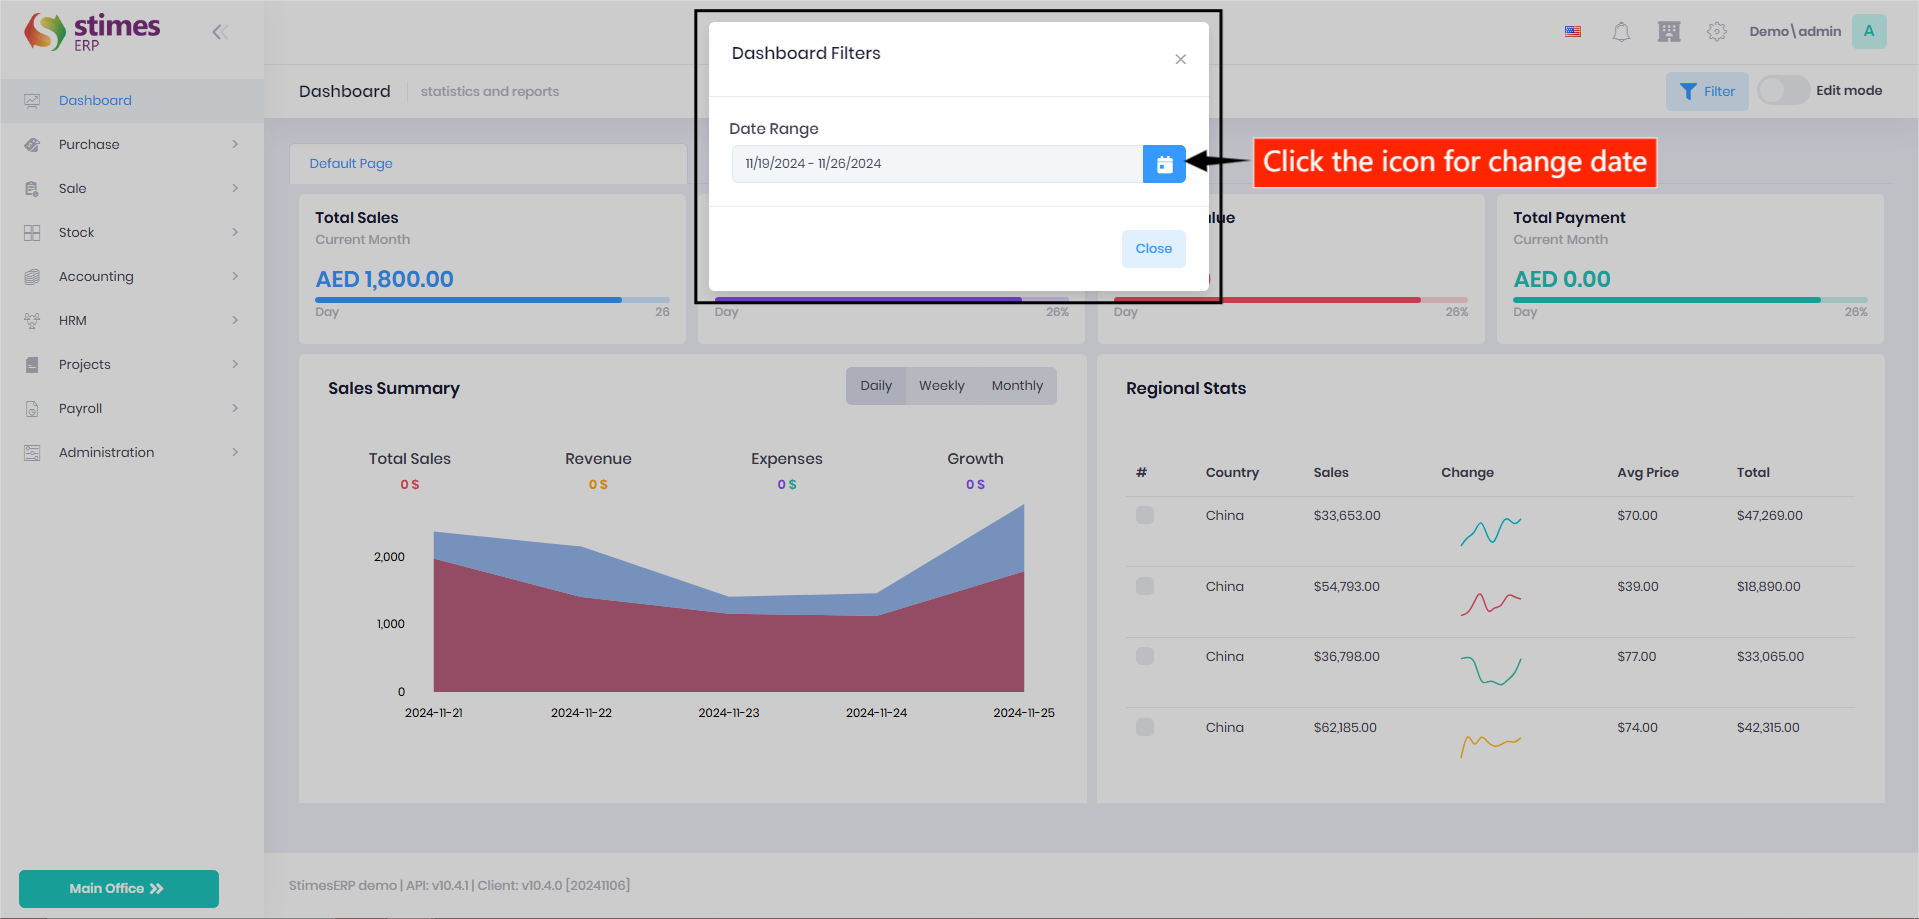 stimes
ERP
Demo\admin
A
Dashboard
Purchase
Sale
Stock
Accounting
HRM
Projects
Payroll
Administration
Main Office
Dashboard
statistics and reports
Filter
Edit mode
Default Page
Dashboard Filters
Date Range
11/19/2024 - 11/26/2024
Close
Click the icon for change date
Total Sales
Current Month
AED 1,800.00
Day 26
Day 26%
Day 26%
Total Payment
Current Month
AED 0.00
Day 26%
Sales Summary
Daily Weekly Monthly
Total Sales Revenue Expenses Growth
0 $ 0 $ 0 $ 0 $
2,000
1,000
0
2024-11-21 2024-11-22 2024-11-23 2024-11-24 2024-11-25
Regional Stats
# Country Sales Change Avg Price Total
China $33,653.00 $70.00 $47,269.00
China $54,793.00 $39.00 $18,890.00
China $36,798.00 $77.00 $33,065.00
China $62,185.00 $74.00 $42,315.00
StimesERP demo | API: v10.4.1 | Client: v10.4.0 [20241106]